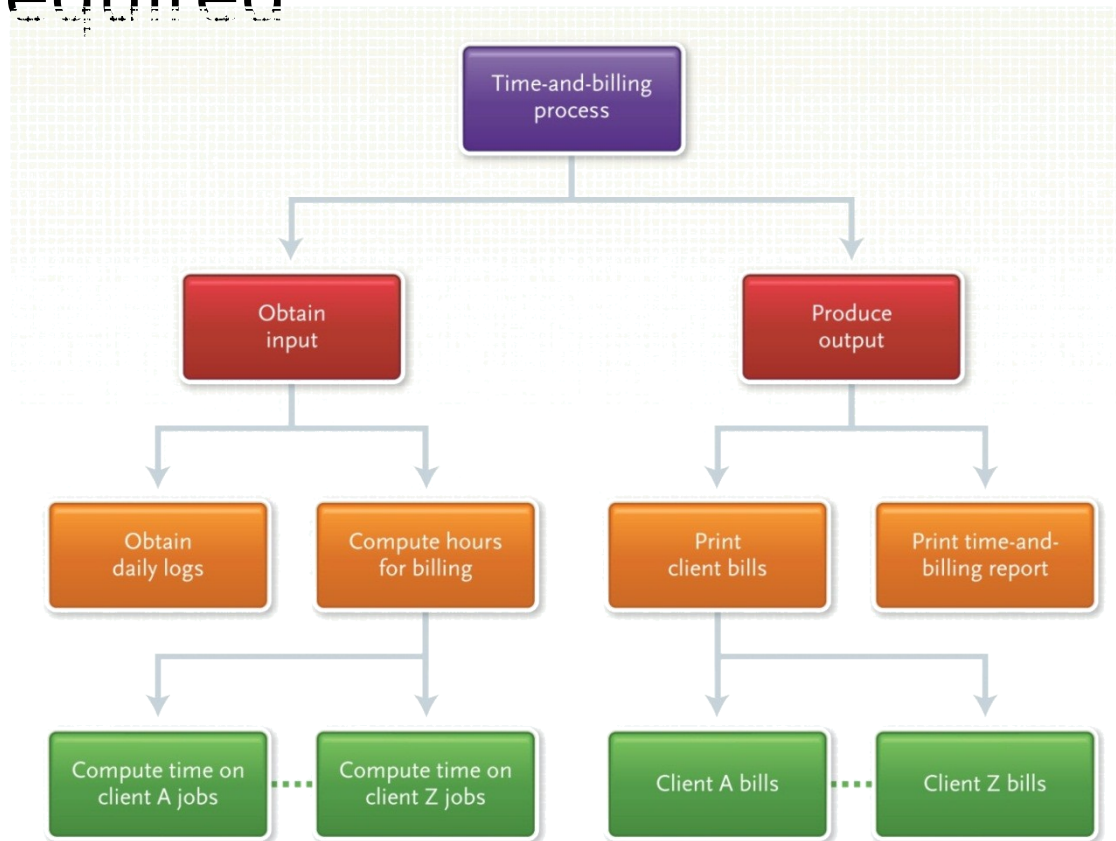 equired
Time-and-billing
process
Obtain
input
Produce
output
Obtain
daily logs
Compute hours
for billing
Print
client bills
Print time-and-
billing report
Compute time on
client A jobs
Compute time on
client Z jobs
Client A bills
Client Z bills